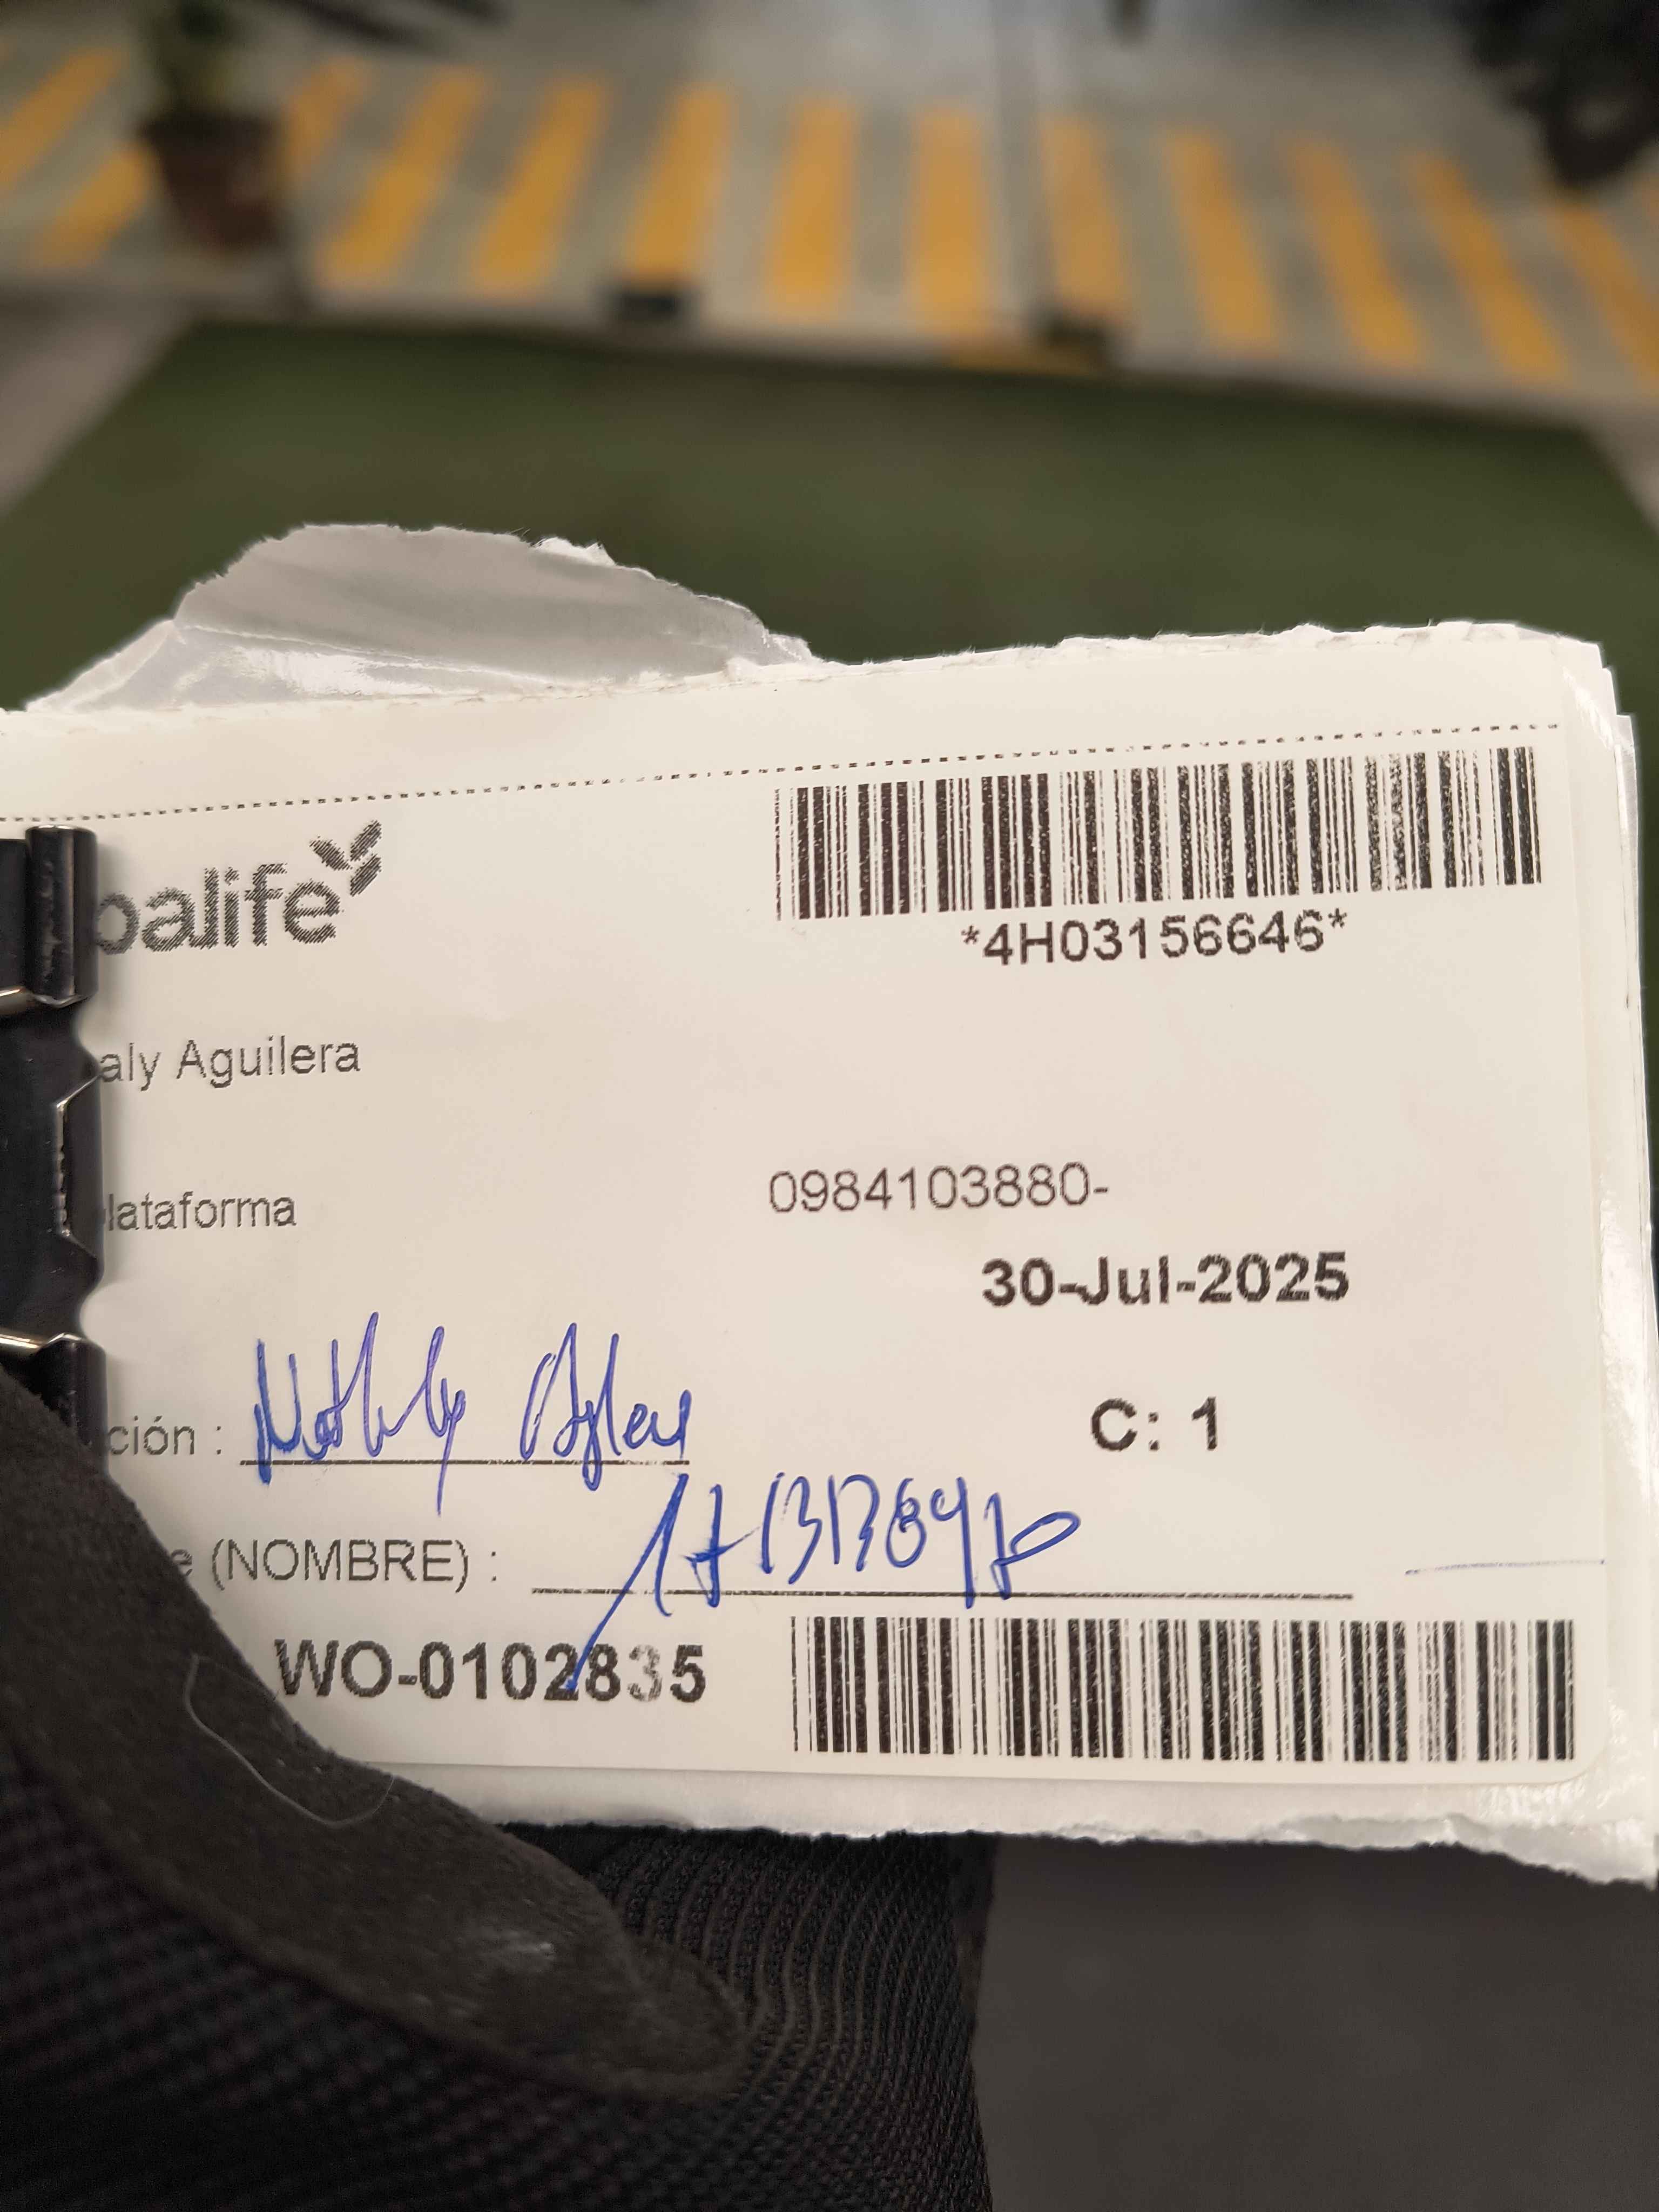 balife
*4H03156646*
aly Aguilera
lataforma
0984103880-
30-Jul-2025
ción :
C: 1
e (NOMBRE) :
WO-0102835